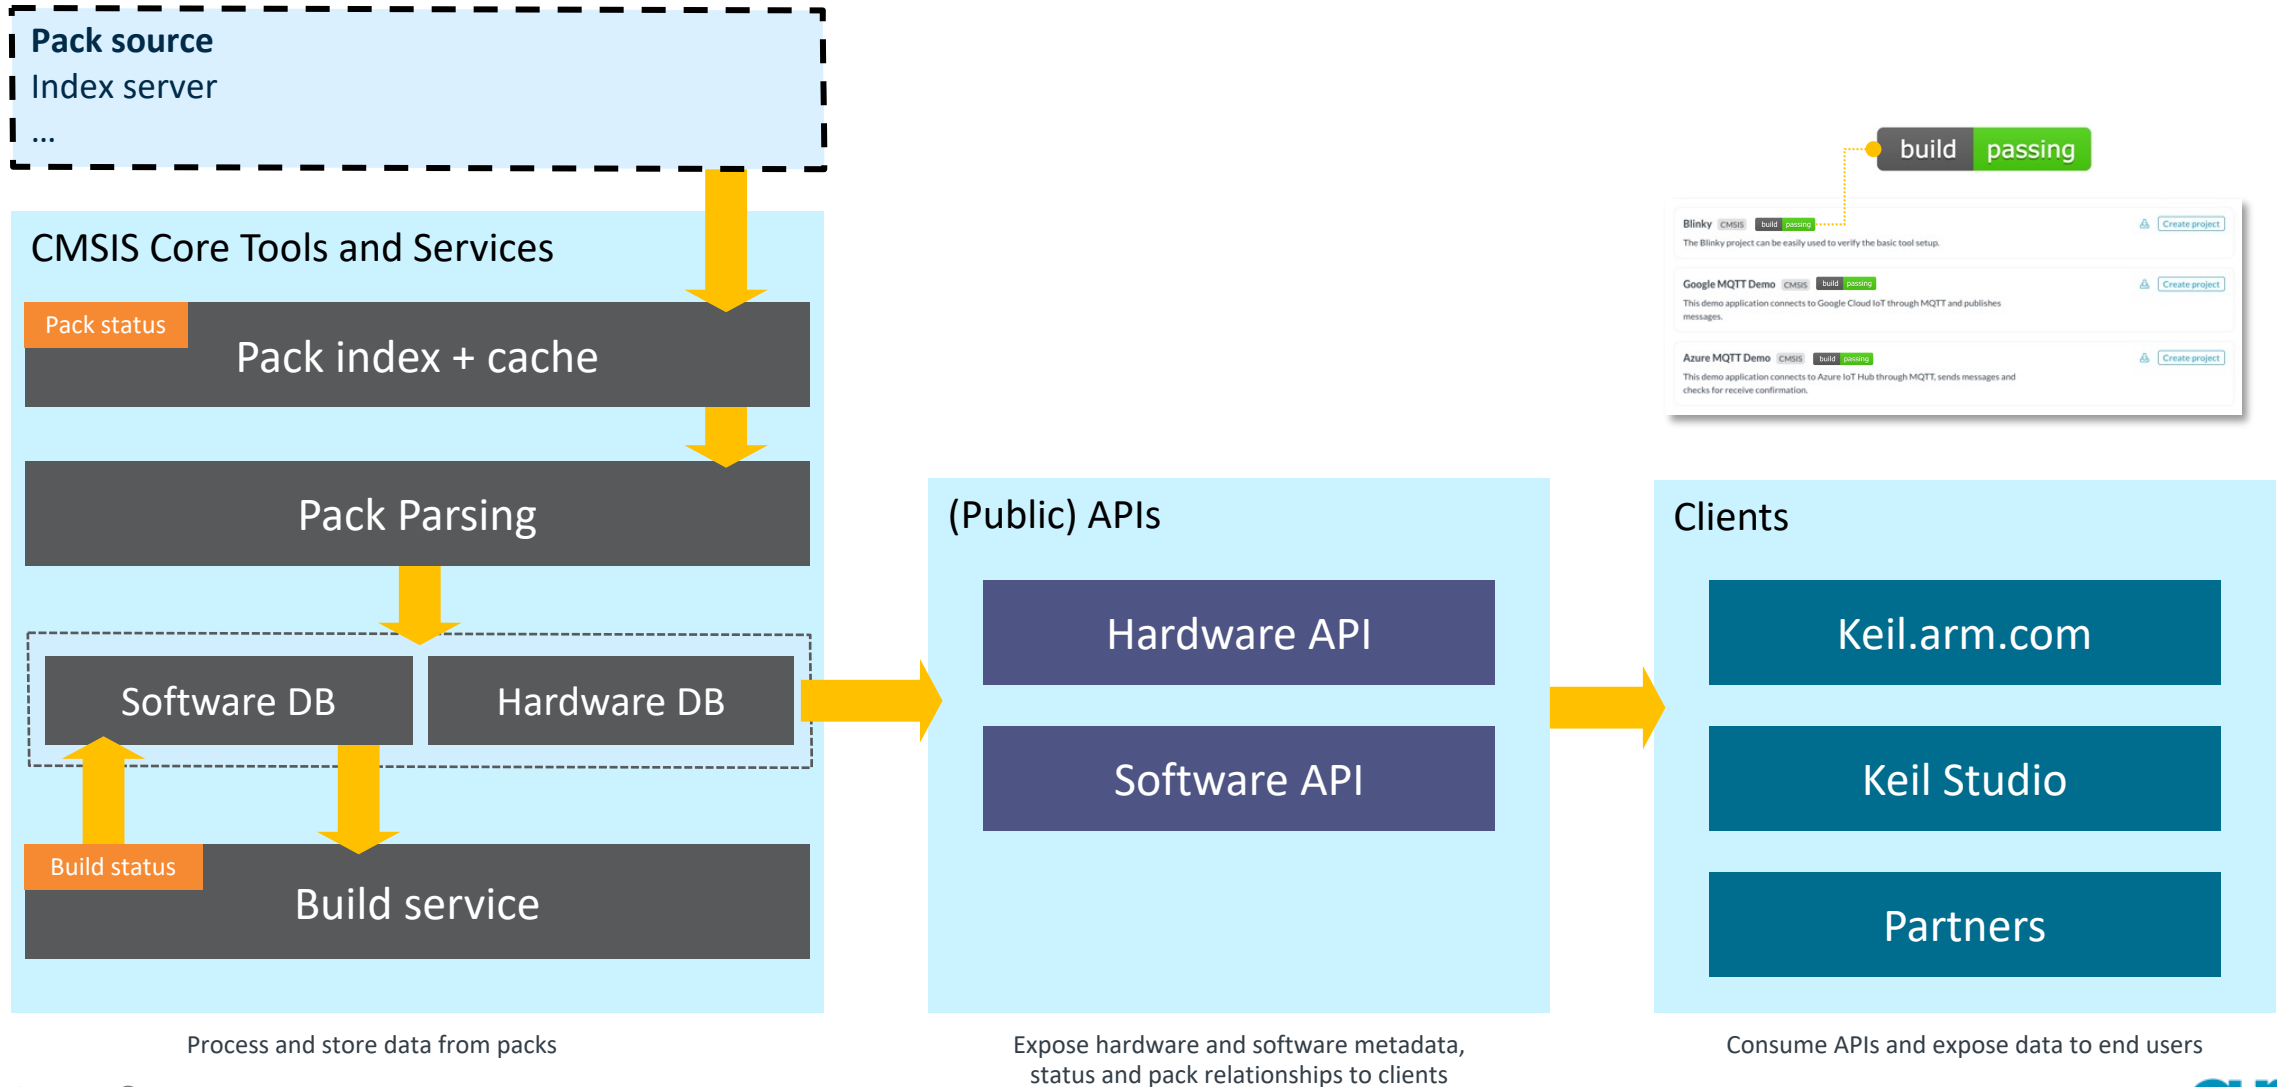 Pack source
Index server
...
CMSIS Core Tools and Services
Pack status
Pack index + cache
Pack Parsing
Software DB
Hardware DB
Build status
Build service
Process and store data from packs
(Public) APIs
Hardware API
Software API
Expose hardware and software metadata,
status and pack relationships to clients
build passing
Blinky CMSIS build passing Create project
The Blinky project can be easily used to verify the basic tool setup.
Google MQTT Demo CMSIS build passing Create project
This demo application connects to Google Cloud IoT through MQTT and publishes
messages.
Azure MQTT Demo CMSIS build passing Create project
This demo application connects to Azure IoT Hub through MQTT, sends messages and
checks for receive confirmation.
Clients
Keil.arm.com
Keil Studio
Partners
Consume APIs and expose data to end users